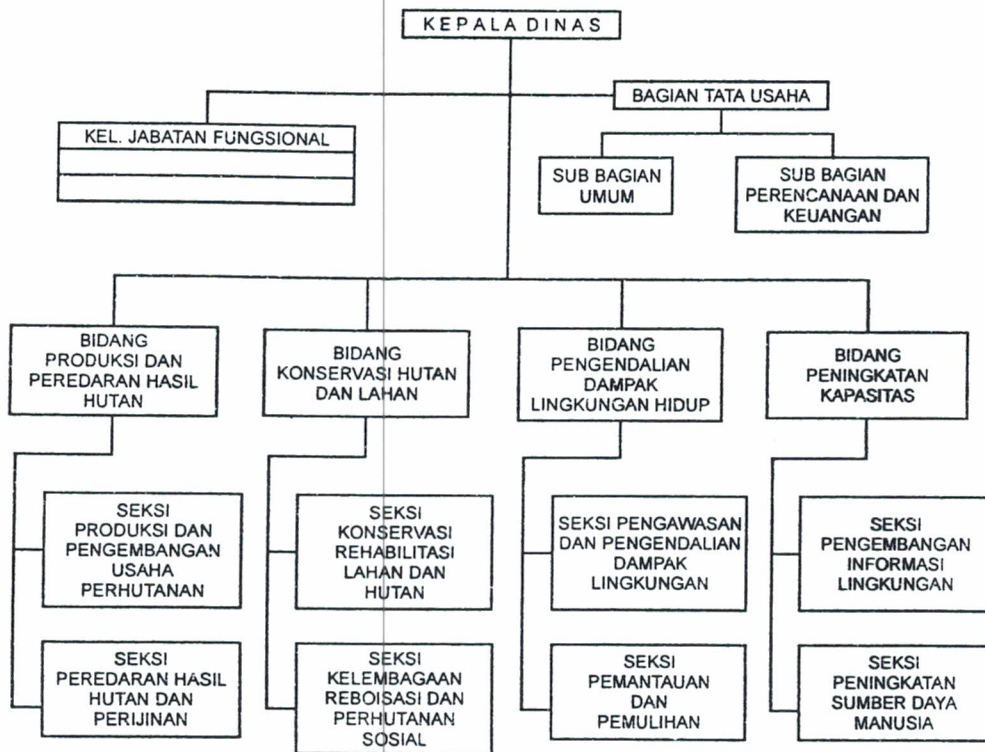 KEPALA DINAS
BAGIAN TATA USAHA
KEL. JABATAN FUNGSIONAL
SUB BAGIAN
UMUM
SUB BAGIAN
PERENCANAAN DAN
KEUANGAN
BIDANG
PRODUKSI DAN
PEREDARAN HASIL
HUTAN
BIDANG
KONSERVASI HUTAN
DAN LAHAN
BIDANG
PENGENDALIAN
DAMPAK
LINGKUNGAN HIDUP
BIDANG
PENINGKATAN
KAPASITAS
SEKSI
PRODUKSI DAN
PENGEMBANGAN
USAHA
PERHUTANAN
SEKSI
KONSERVASI
REHABILITASI
LAHAN DAN
HUTAN
SEKSI PENGAWASAN
DAN PENGENDALIAN
DAMPAK
LINGKUNGAN
SEKSI
PENGEMBANGAN
INFORMASI
LINGKUNGAN
SEKSI
PEREDARAN HASIL
HUTAN DAN
PERIJINAN
SEKSI
KELEMBAGAAN
REBOISASI DAN
PERHUTANAN
SOSIAL
SEKSI
PEMANTAUAN
DAN
PEMULIHAN
SEKSI
PENINGKATAN
SUMBER DAYA
MANUSIA